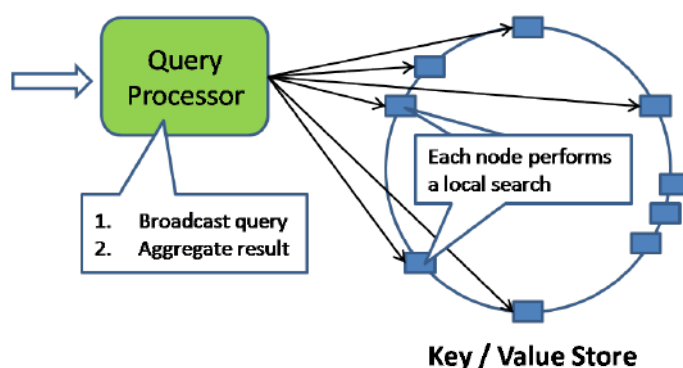 Query
Processor
Each node performs
a local search
1. Broadcast query
2. Aggregate result
Key / Value Store